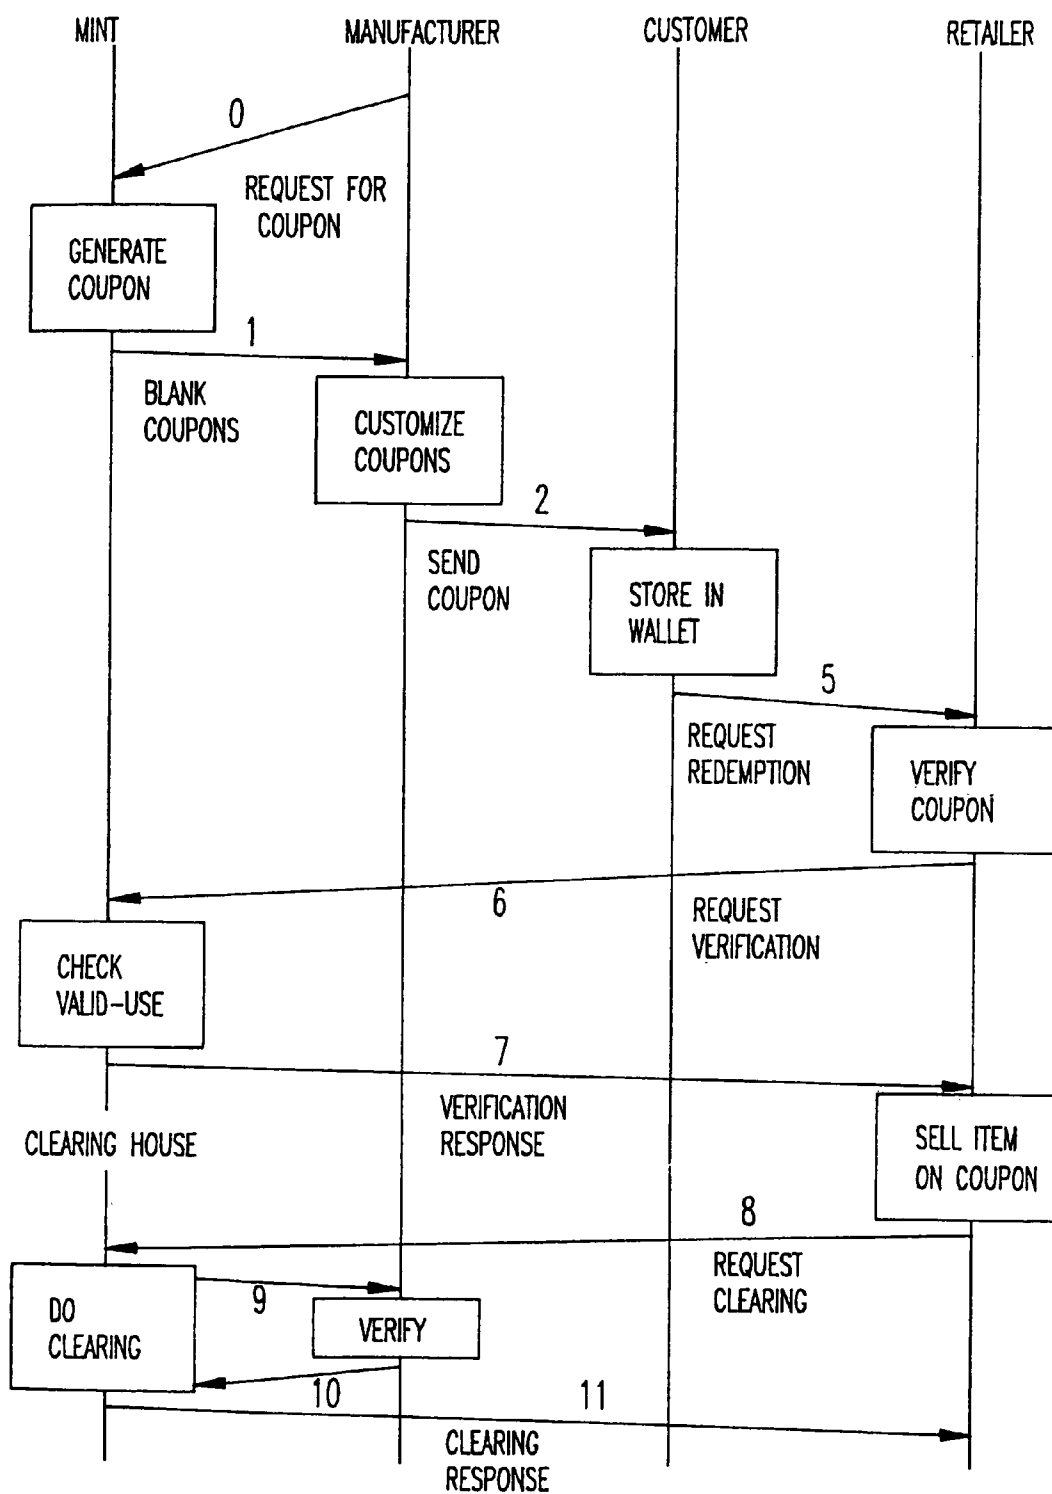 MINT
MANUFACTURER
CUSTOMER
RETAILER
0
REQUEST FOR
COUPON
GENERATE
COUPON
1
BLANK
COUPONS
CUSTOMIZE
COUPONS
2
SEND
COUPON
STORE IN
WALLET
5
REQUEST
REDEMPTION
VERIFY
COUPON
6
REQUEST
VERIFICATION
CHECK
VALID-USE
7
VERIFICATION
RESPONSE
CLEARING HOUSE
SELL ITEM
ON COUPON
8
REQUEST
CLEARING
DO
CLEARING
9
VERIFY
10
11
CLEARING
RESPONSE